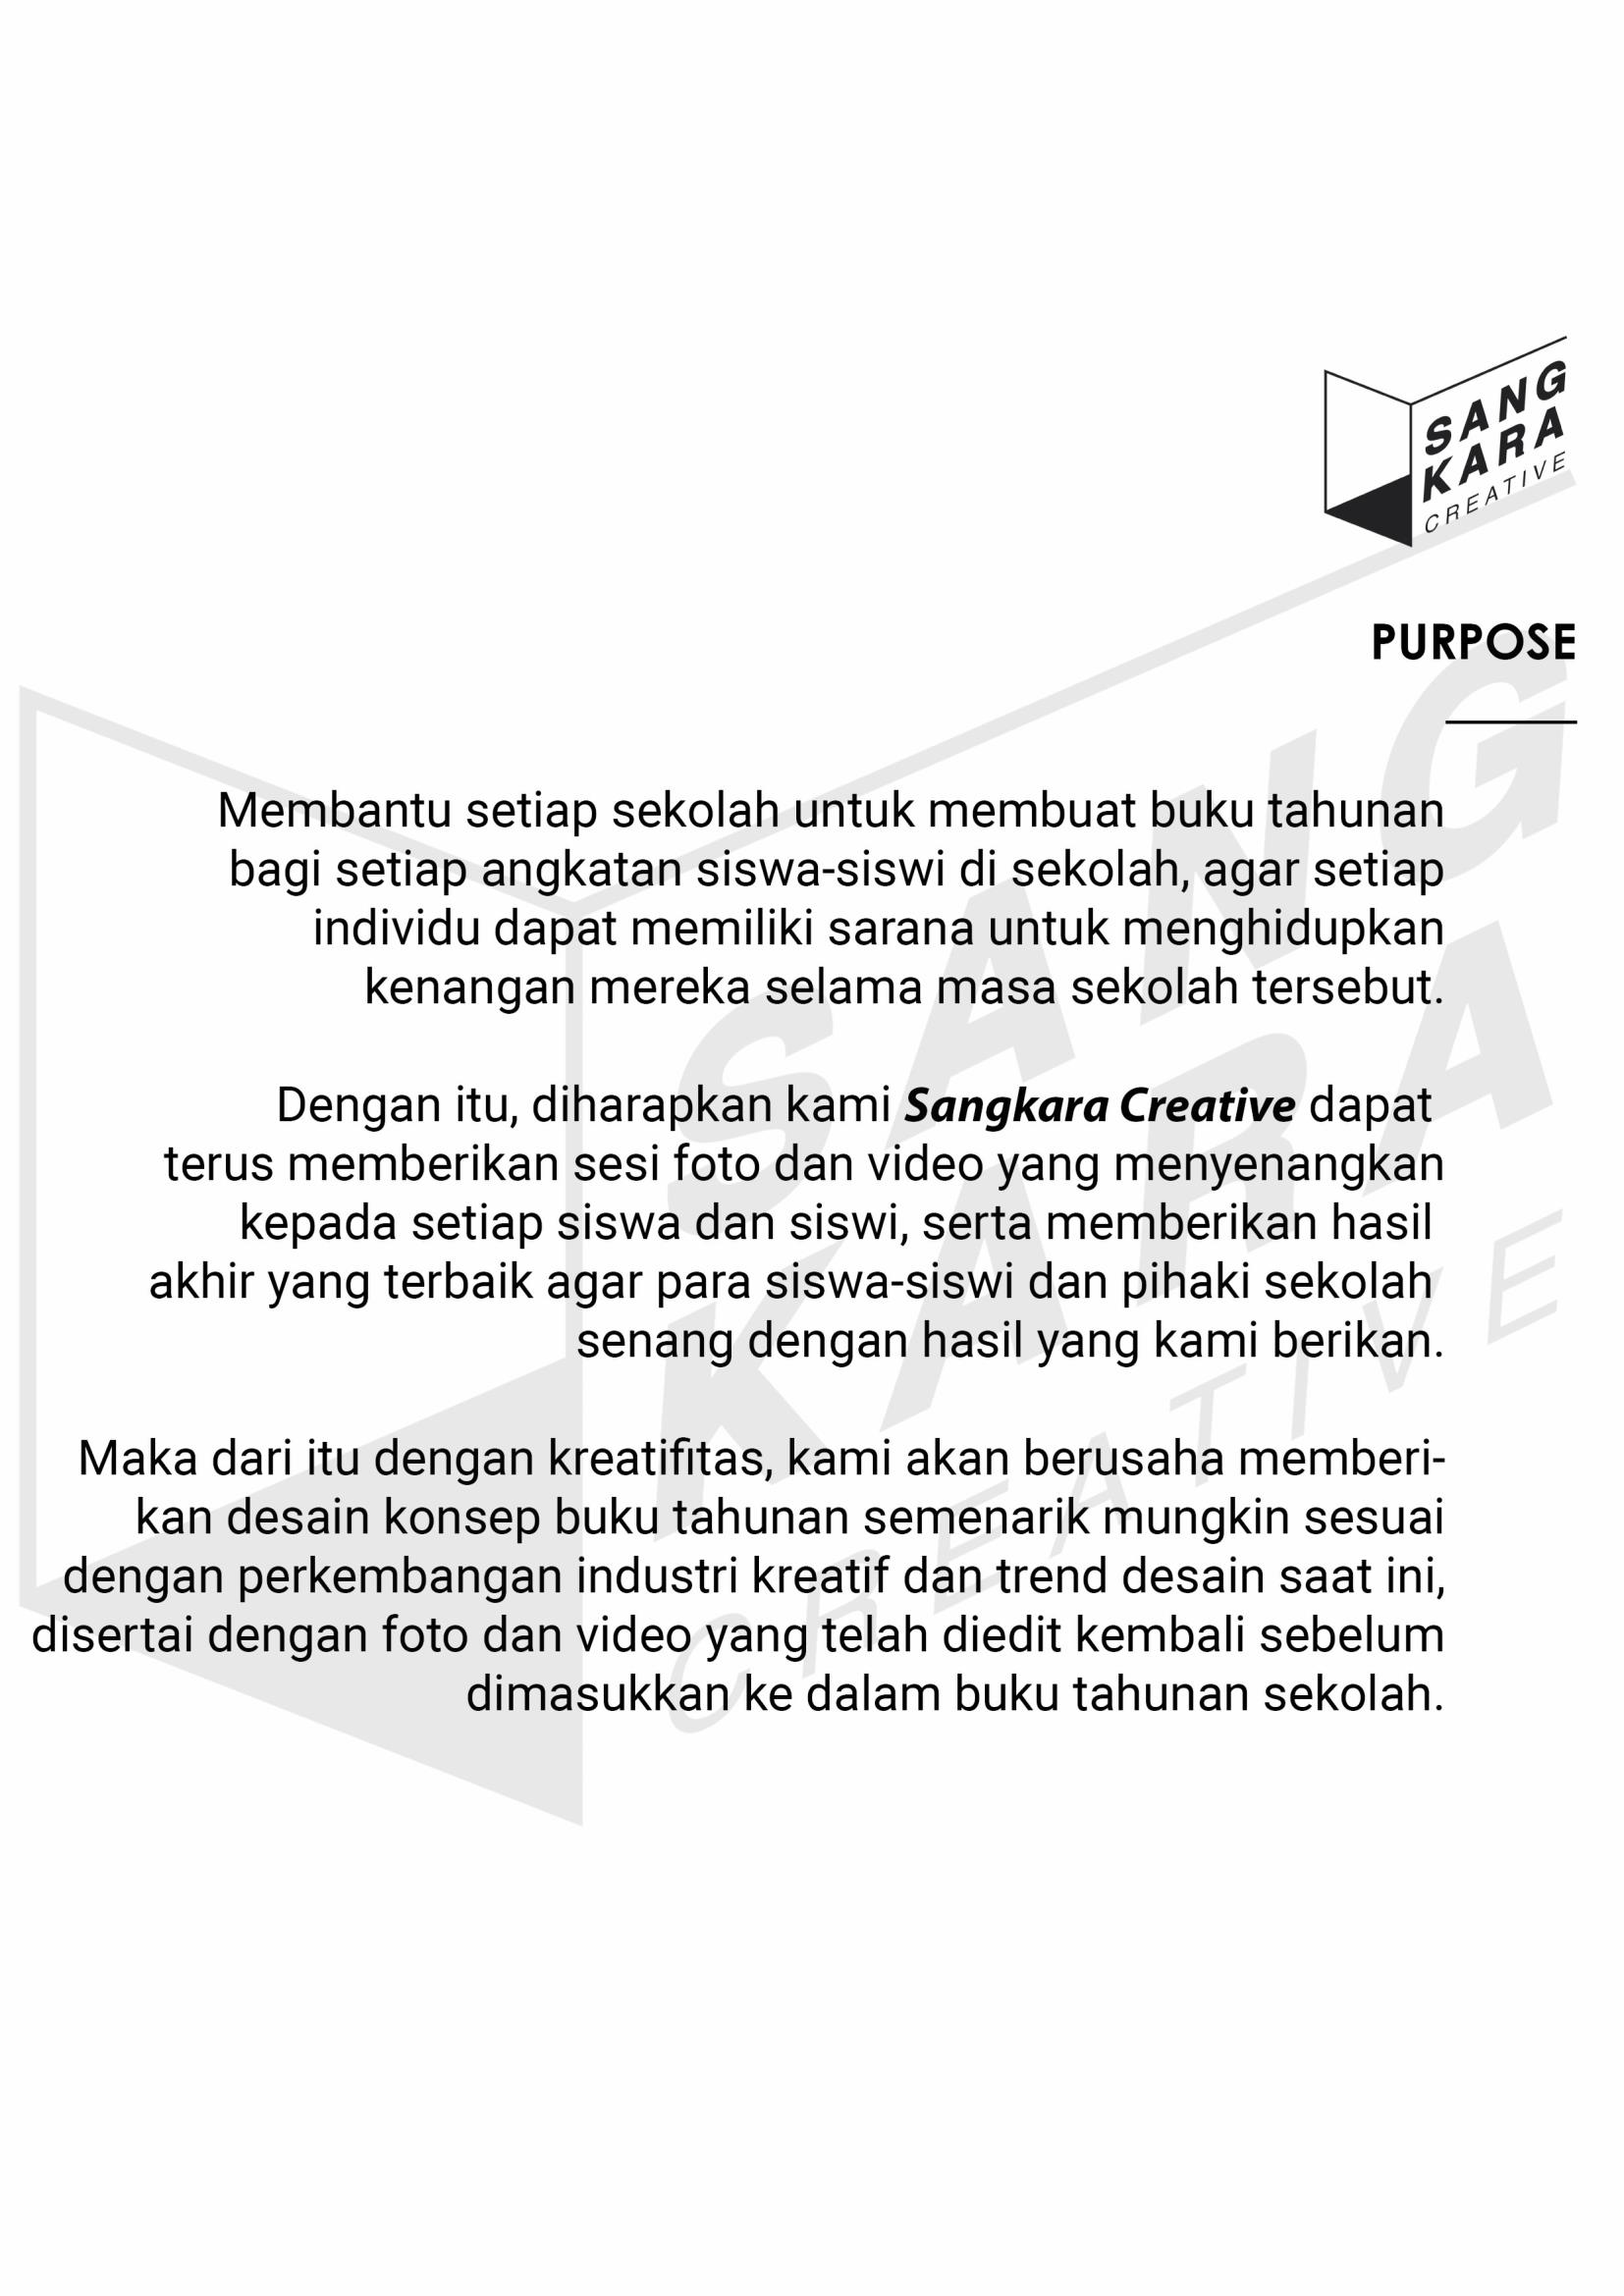 SANG
KARA
CREATIVE
PURPOSE
Membantu setiap sekolah untuk membuat buku tahunan
bagi setiap angkatan siswa-siswi di sekolah, agar setiap
individu dapat memiliki sarana untuk menghidupkan
kenangan mereka selama masa sekolah tersebut.
Dengan itu, diharapkan kami Sangkara Creative dapat
terus memberikan sesi foto dan video yang menyenangkan
kepada setiap siswa dan siswi, serta memberikan hasil
akhir yang terbaik agar para siswa-siswi dan pihaki sekolah
senang dengan hasil yang kami berikan.
Maka dari itu dengan kreatifitas, kami akan berusaha memberi-
kan desain konsep buku tahunan semenarik mungkin sesuai
dengan perkembangan industri kreatif dan trend desain saat ini,
disertai dengan foto dan video yang telah diedit kembali sebelum
dimasukkan ke dalam buku tahunan sekolah.
SANG
KARA
CREATIVE